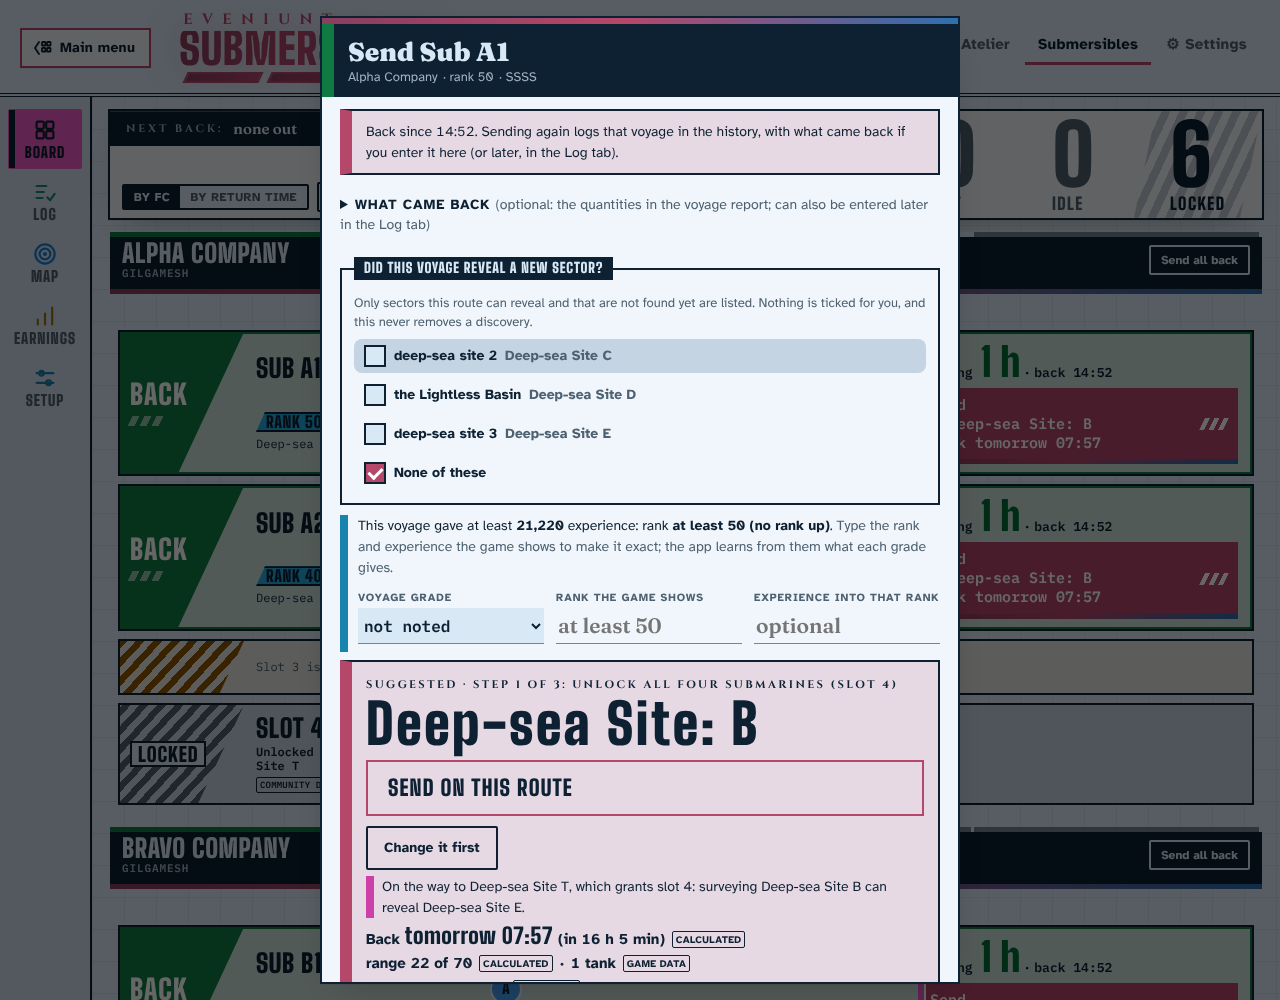 EVENIUNT
SUBMERS
Main menu
Atelier
Submersibles
Settings
BOARD
LOG
MAP
EARNINGS
SETUP
NEXT BACK: none out
BY FC
BY RETURN TIME
0
IDLE
6
LOCKED
ALPHA COMPANY
GILGAMESH
Send all back
BACK
SUB A1
RANK 50
Deep-sea
1h · back 14:52
eep-sea Site: B
k tomorrow 07:57
BACK
SUB A2
RANK 40
Deep-sea
1h · back 14:52
eep-sea Site: B
k tomorrow 07:57
Slot 3 is
LOCKED
SLOT 4
Unlocked
Site T
COMMUNITY D
BRAVO COMPANY
GILGAMESH
Send all back
BACK
SUB B1
RANK 50
1h · back 14:52
Send
A
Send Sub A1
Alpha Company · rank 50 · SSSS
Back since 14:52. Sending again logs that voyage in the history, with what came back if
you enter it here (or later, in the Log tab).
WHAT CAME BACK (optional: the quantities in the voyage report; can also be entered later
in the Log tab)
DID THIS VOYAGE REVEAL A NEW SECTOR?
Only sectors this route can reveal and that are not found yet are listed. Nothing is ticked for you, and
this never removes a discovery.
deep-sea site 2 Deep-sea Site C
the Lightless Basin Deep-sea Site D
deep-sea site 3 Deep-sea Site E
None of these
This voyage gave at least 21,220 experience: rank at least 50 (no rank up). Type the rank
and experience the game shows to make it exact; the app learns from them what each grade
gives.
VOYAGE GRADE
not noted
RANK THE GAME SHOWS
at least 50
EXPERIENCE INTO THAT RANK
optional
SUGGESTED · STEP 1 OF 3: UNLOCK ALL FOUR SUBMARINES (SLOT 4)
Deep-sea Site: B
SEND ON THIS ROUTE
Change it first
On the way to Deep-sea Site T, which grants slot 4: surveying Deep-sea Site B can
reveal Deep-sea Site E.
Back tomorrow 07:57 (in 16 h 5 min) CALCULATED
range 22 of 70 CALCULATED · 1 tank GAME DATA